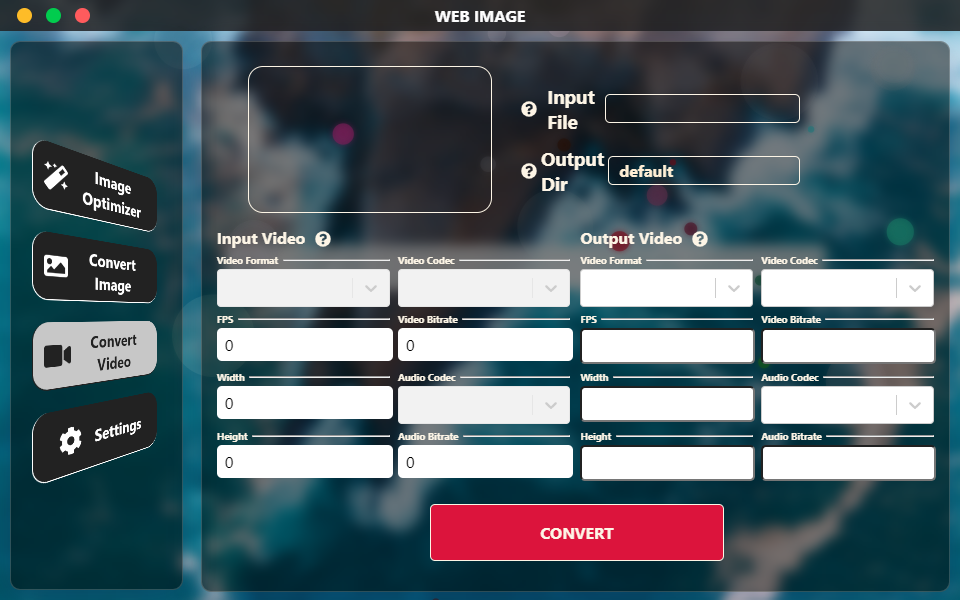 WEB IMAGE
Image
Optimizer
Convert
Image
Convert
Video
Settings
? Input
File
? Output
Dir
default
Input Video ?
Output Video ?
Video Format
Video Codec
Video Format
Video Codec
FPS
Video Bitrate
FPS
Video Bitrate
0
0
Width
Audio Codec
Width
Audio Codec
0
Height
Audio Bitrate
Height
Audio Bitrate
0
0
CONVERT